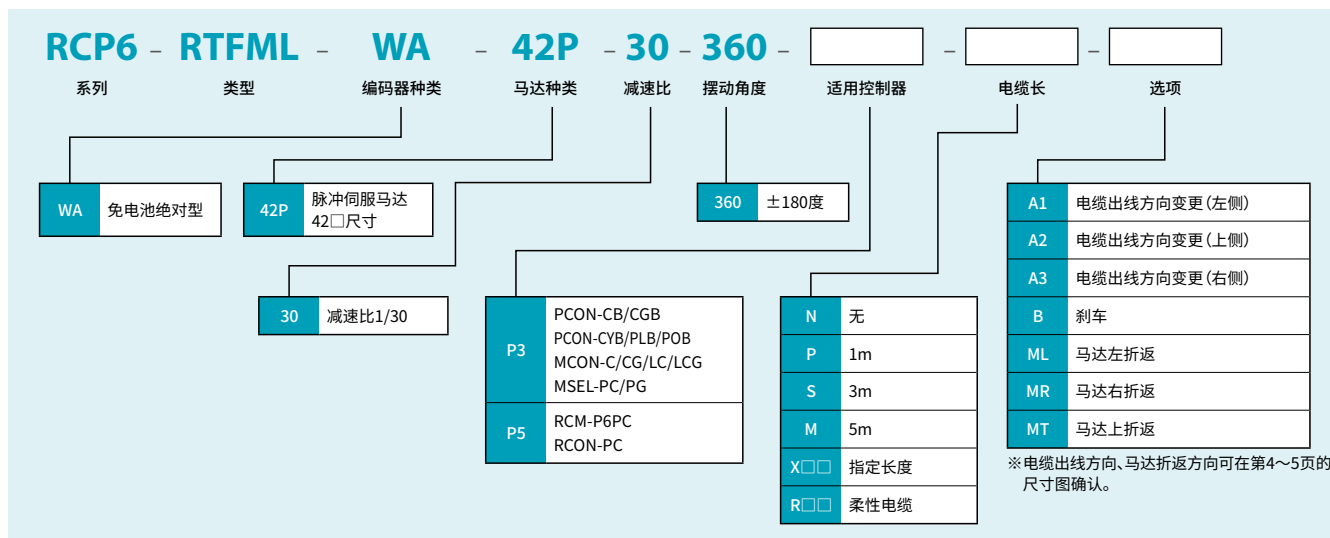 RCP6 - RTFML - WA - 42P - 30 - 360 - - -
系列 类型 编码器种类 马达种类 减速比 摆动角度 适用控制器 电缆长 选项
WA 免电池绝对型
42P 脉冲伺服马达
42□尺寸
360 ±180度
30 减速比1/30
P3 PCON-CB/CGB
PCON-CYB/PLB/POB
MCON-C/CG/LC/LCG
MSEL-PC/PG
P5 RCM-P6PC
RCON-PC
N 无
P 1m
S 3m
M 5m
X□□ 指定长度
R□□ 柔性电缆
A1 电缆出线方向变更(左侧)
A2 电缆出线方向变更(上侧)
A3 电缆出线方向变更(右侧)
B 刹车
ML 马达左折返
MR 马达右折返
MT 马达上折返
※电缆出线方向、马达折返方向可在第4～5页的
尺寸图确认。